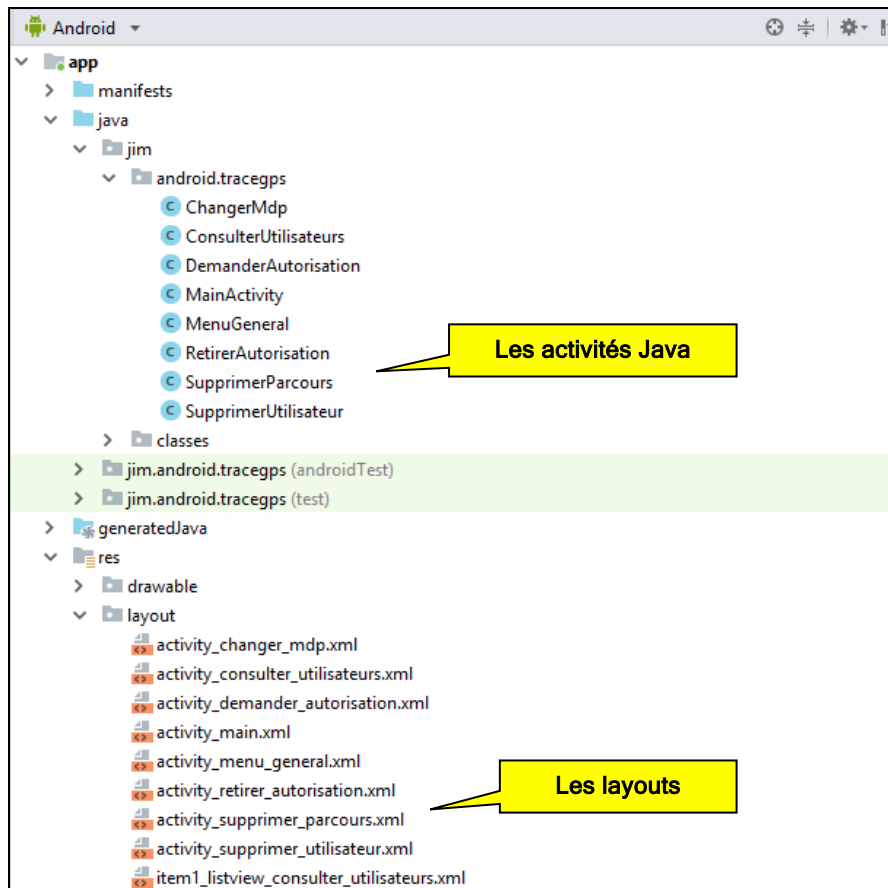 Android
app
manifests
java
jim
android.tracegps
ChangerMdp
ConsulterUtilisateurs
DemanderAutorisation
MainActivity
MenuGeneral
RetirerAutorisation
Les activités Java
SupprimerParcours
SupprimerUtilisateur
classes
jim.android.tracegps (androidTest)
jim.android.tracegps (test)
generatedJava
res
drawable
layout
activity_changer_mdp.xml
activity_consulter_utilisateurs.xml
activity_demander_autorisation.xml
activity_main.xml
activity_menu_general.xml
activity_retirer_autorisation.xml
Les layouts
activity_supprimer_parcours.xml
activity_supprimer_utilisateur.xml
item1_listview_consulter_utilisateurs.xml